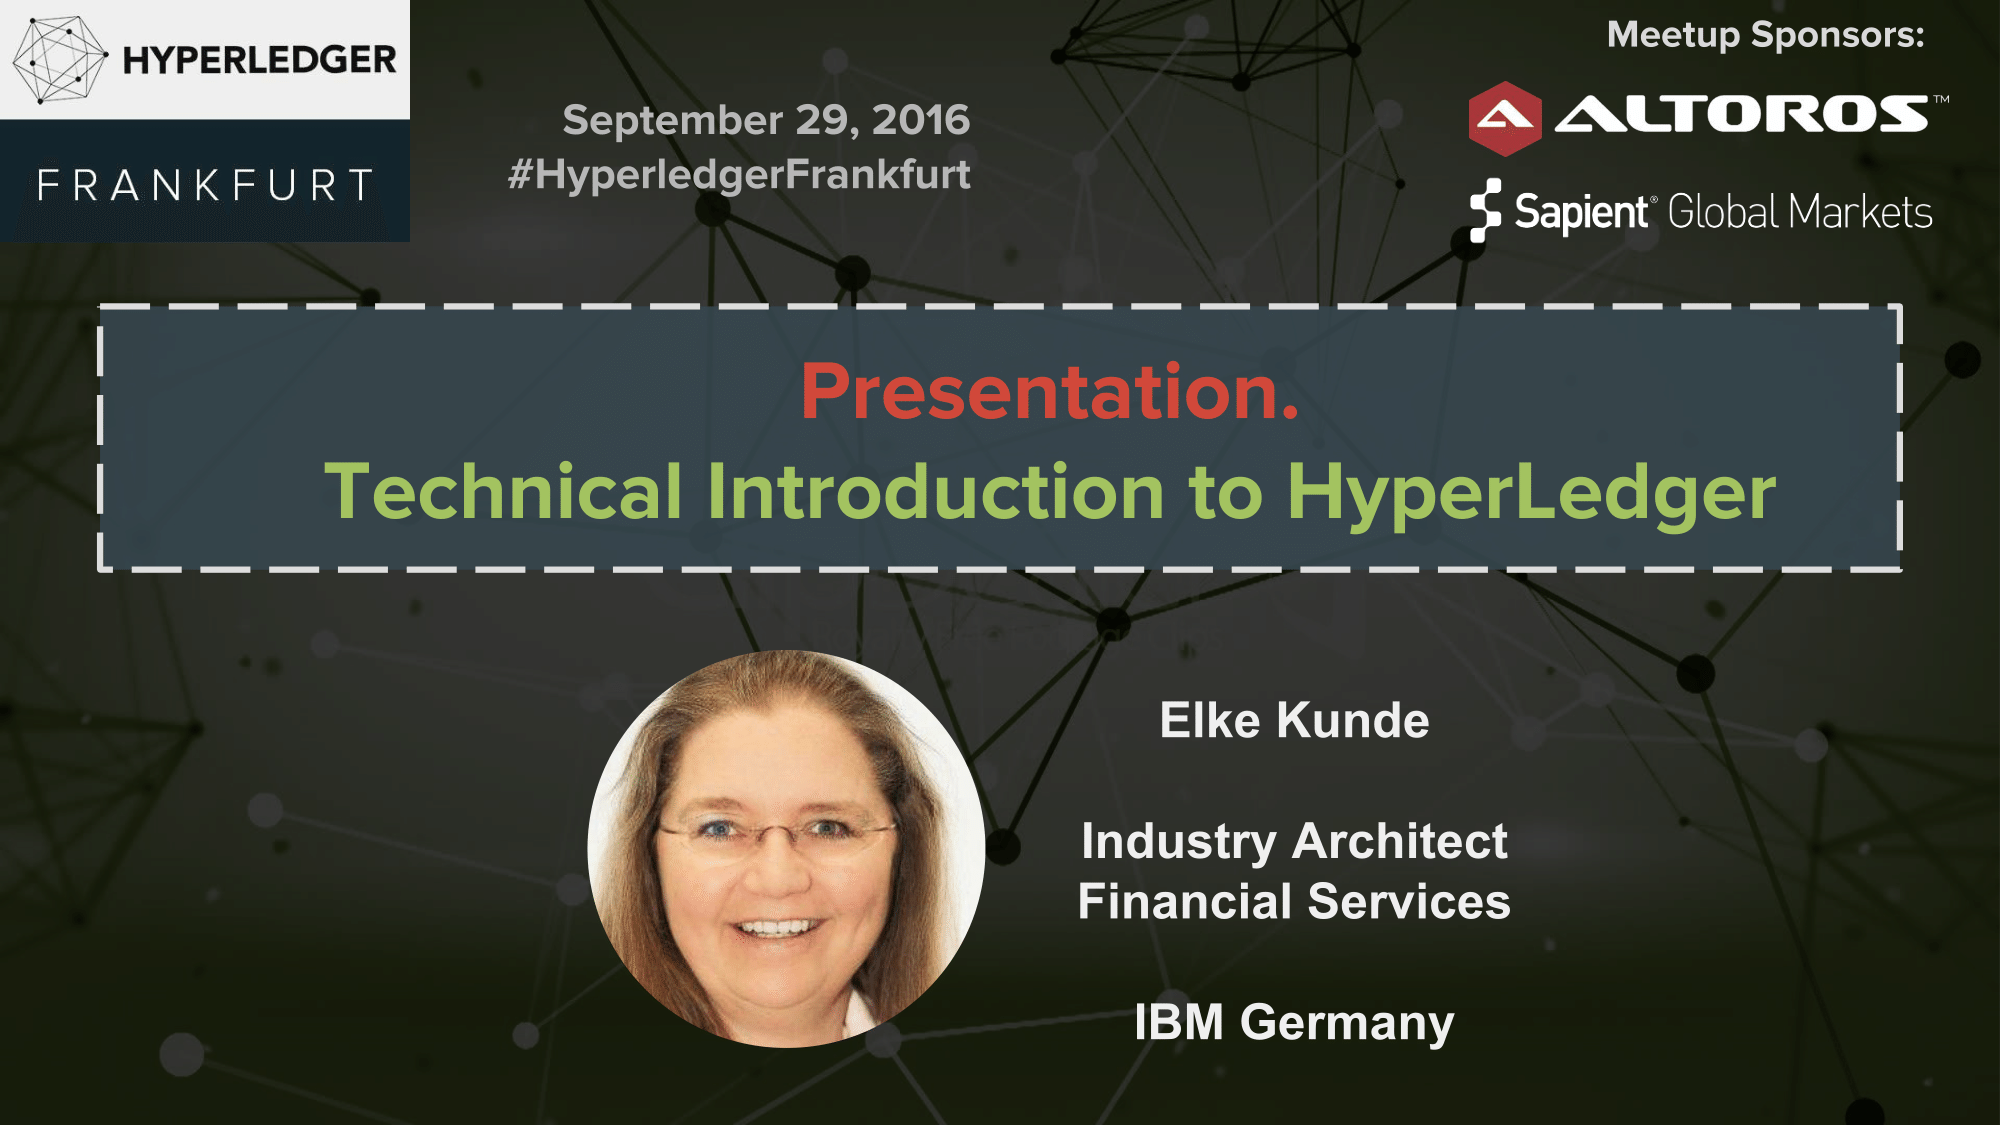 HYPERLEDGER
FRANKFURT
September 29, 2016
#HyperledgerFrankfurt
Meetup Sponsors:
ALTOROS™
Sapient® Global Markets
Presentation.
Technical Introduction to HyperLedger
Elke Kunde
Industry Architect
Financial Services
IBM Germany